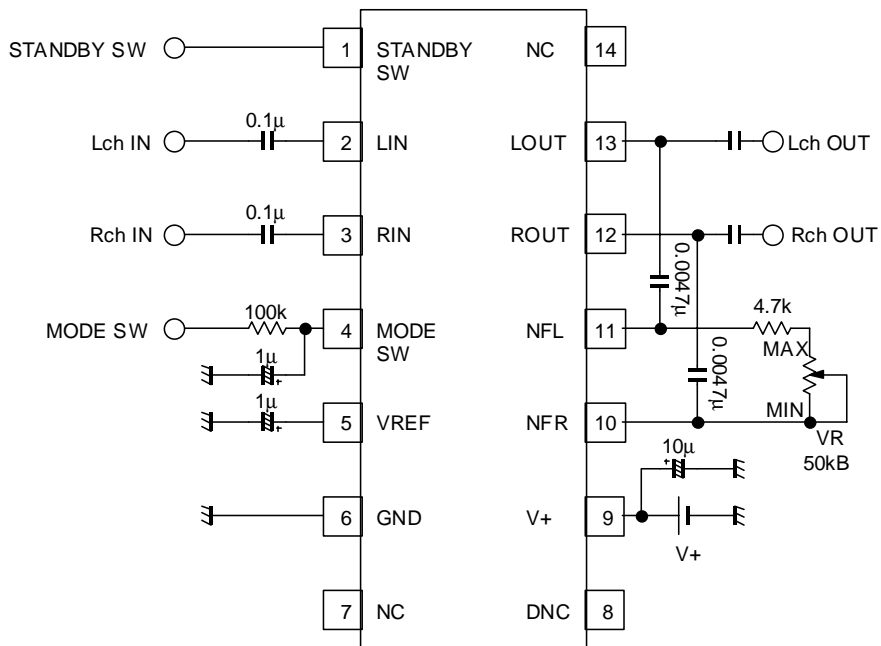 STANDBY SW
1
STANDBY
SW
NC
14
Lch IN
0.1μ
2
LIN
LOUT
13
Lch OUT
Rch IN
0.1μ
3
RIN
ROUT
12
Rch OUT
0.0047μ
MODE SW
100k
4
MODE
SW
NFL
11
4.7k
MAX
1μ
+
0.0047μ
1μ
+
5
VREF
NFR
10
MIN
VR
50kB
10μ
+
6
GND
V+
9
V+
7
NC
DNC
8